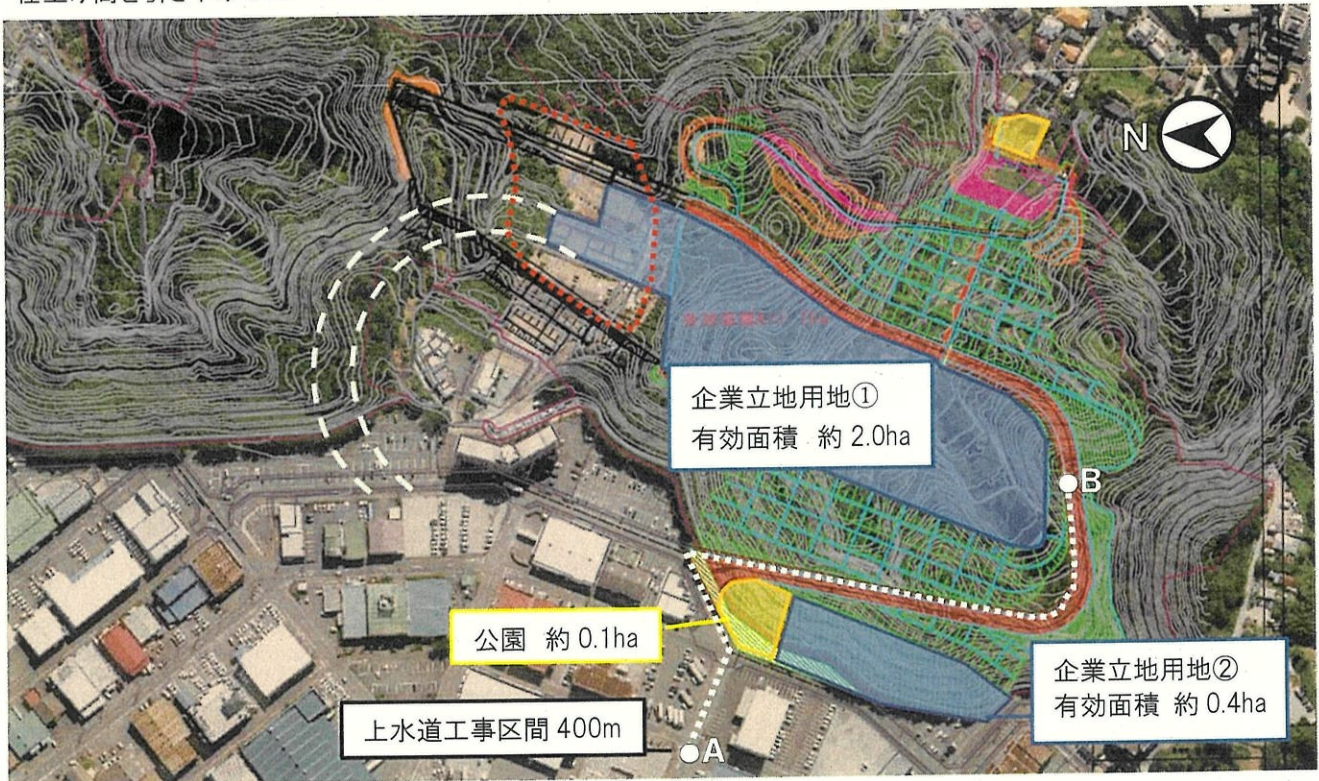 N
企業立地用地①
有効面積 約 2.0ha
B
公園 約 0.1ha
企業立地用地②
有効面積 約 0.4ha
上水道工事区間 400m
A